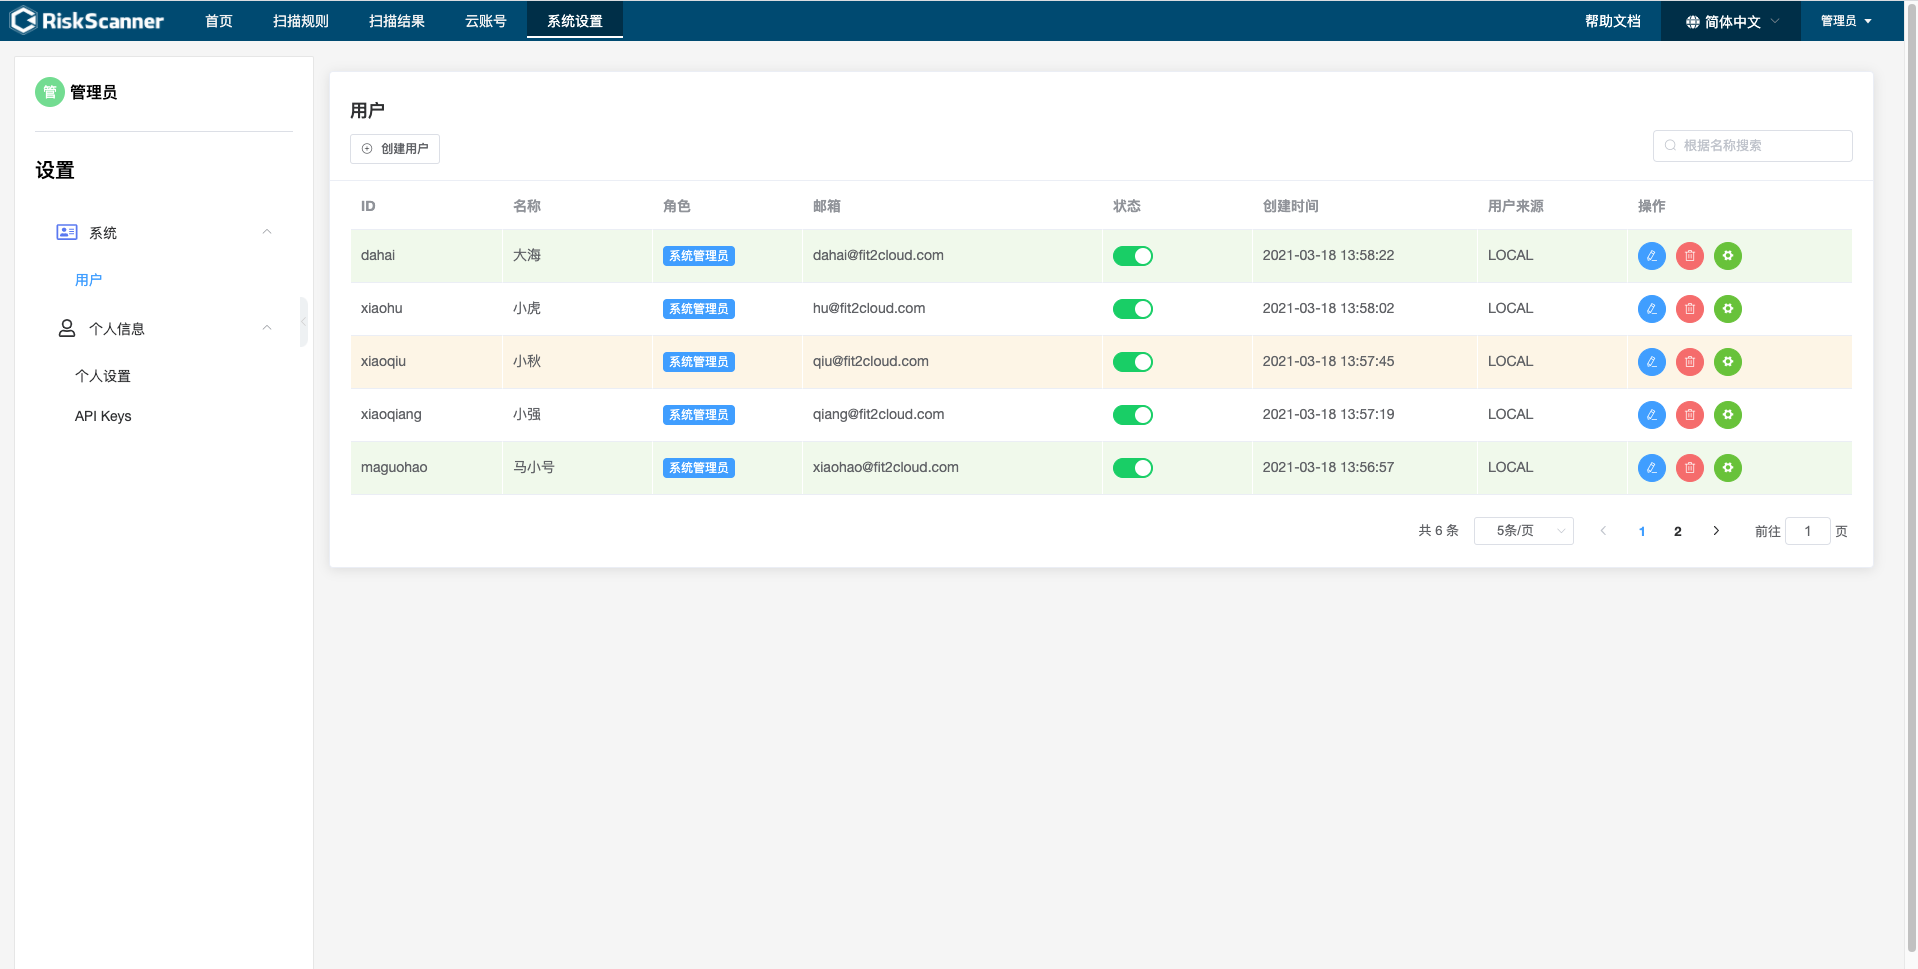 RiskScanner 首页 扫描规则 扫描结果 云账号 系统设置 帮助文档 简体中文 管理员
管 管理员
设置
系统
用户
个人信息
个人设置
API Keys
用户
创建用户
根据名称搜索
ID 名称 角色 邮箱 状态 创建时间 用户来源 操作
dahai 大海 系统管理员 dahai@fit2cloud.com 2021-03-18 13:58:22 LOCAL
xiaohu 小虎 系统管理员 hu@fit2cloud.com 2021-03-18 13:58:02 LOCAL
xiaoqiu 小秋 系统管理员 qiu@fit2cloud.com 2021-03-18 13:57:45 LOCAL
xiaoqiang 小强 系统管理员 qiang@fit2cloud.com 2021-03-18 13:57:19 LOCAL
maguohao 马小号 系统管理员 xiaohao@fit2cloud.com 2021-03-18 13:56:57 LOCAL
共 6 条 5条/页 1 2 前往 1 页